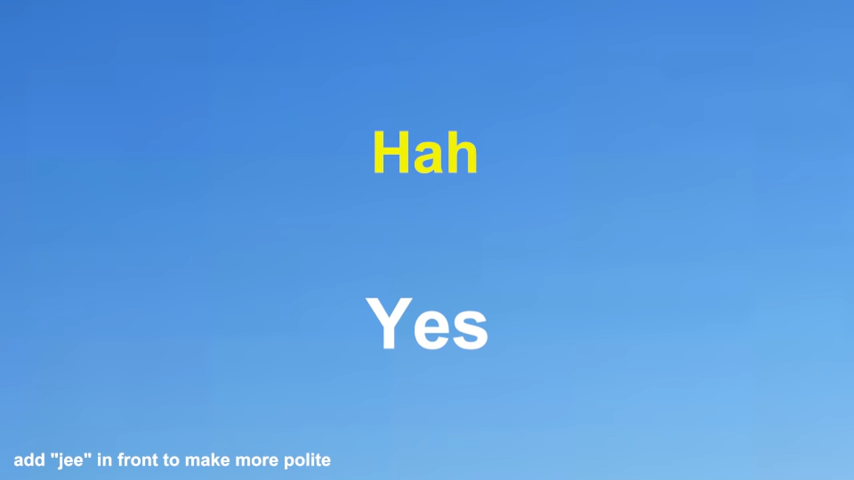 Hah
Yes
add "jee" in front to make more polite